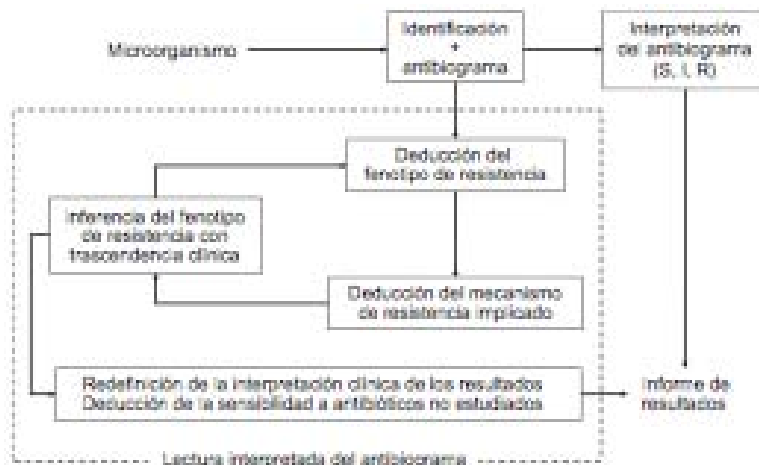 Microorganismo
Identificación
+
antibiograma
Interpretación
del antibiograma
(S, I, R)
Deducción del
fenotipo de resistencia
Inferencia del fenotipo
de resistencia con
trascendencia clínica
Deducción del mecanismo
de resistencia implicado
Redefinición de la interpretación clínica de los resultados
Deducción de la sensibilidad a antibióticos no estudiados
Informe de
resultados
Lectura interpretada del antibiograma